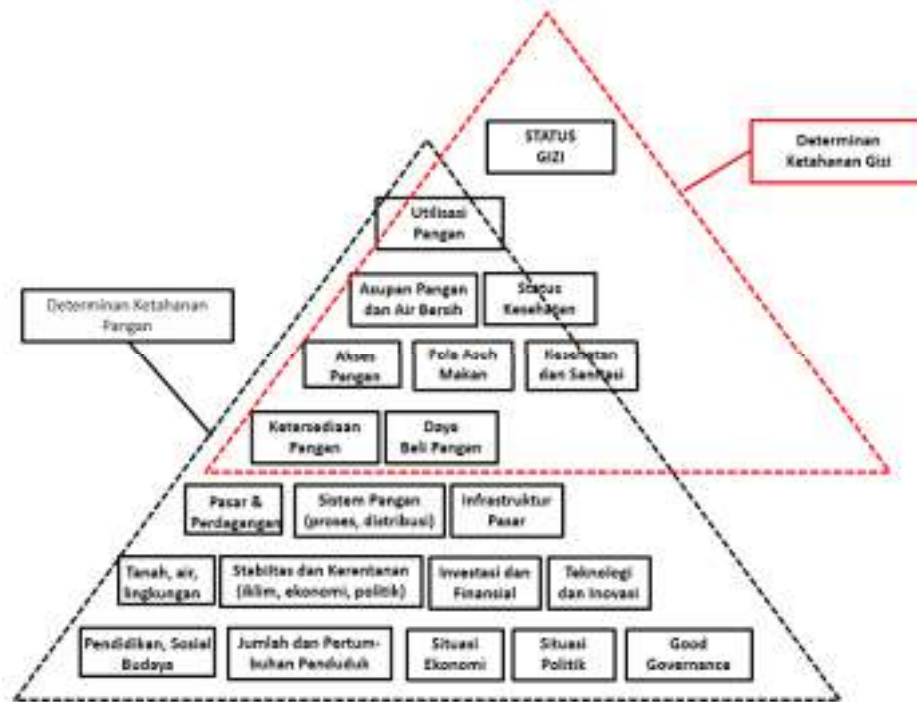 STATUS
GIZI
Determinan
Ketahanan Gizi
Utilisasi
Pangan
Asupan Pangan
dan Air Bersih
Status
Kesehatan
Determinan Ketahanan
Pangan
Akses
Pangan
Pola Asuh
Makan
Kesehatan
dan Sanitasi
Ketersediaan
Pangan
Daya
Beli Pangan
Pasar &
Perdagangan
Sistem Pangan
(proses, distribusi)
Infrastruktur
Pasar
Tanah, air,
lingkungan
Stabiltas dan Kerentanan
(iklim, ekonomi, politik)
Investasi dan
Finansial
Teknologi
dan Inovasi
Pendidikan, Sosial
Budaya
Jumlah dan Pertum-
buhan Penduduk
Situasi
Ekonomi
Situasi
Politik
Good
Governance